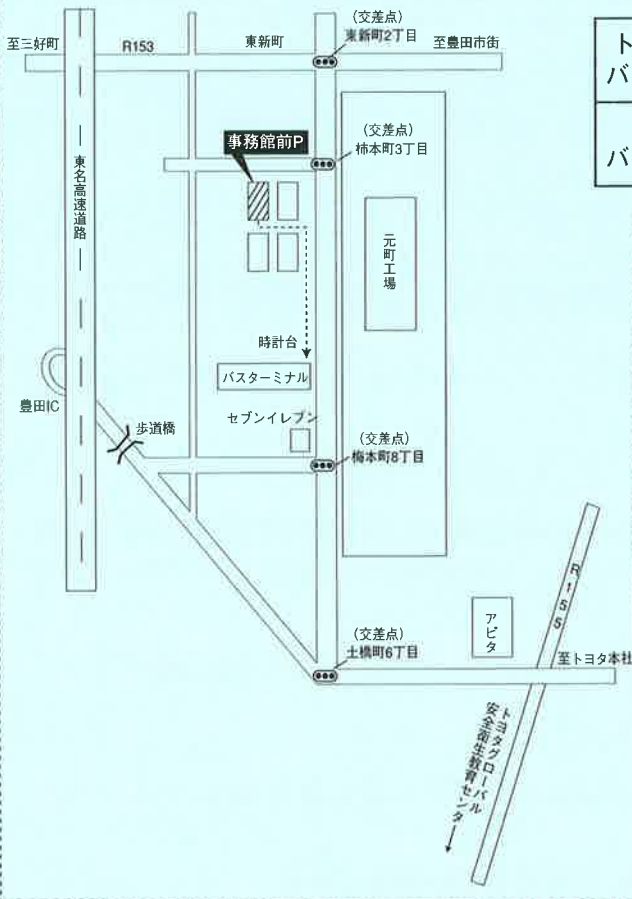 (交差点)
東新町2丁目
至三好町
R153
東新町
至豊田市街
ト
バ
バ
事務館前P
(交差点)
柿本町3丁目
東名高速道路
元町工場
時計台
バスターミナル
豊田IC
歩道橋
セブンイレブン
(交差点)
梅本町8丁目
R155
アピタ
(交差点)
土橋町6丁目
至トヨタ本社
トヨタグローバル
安全衛生教育センター